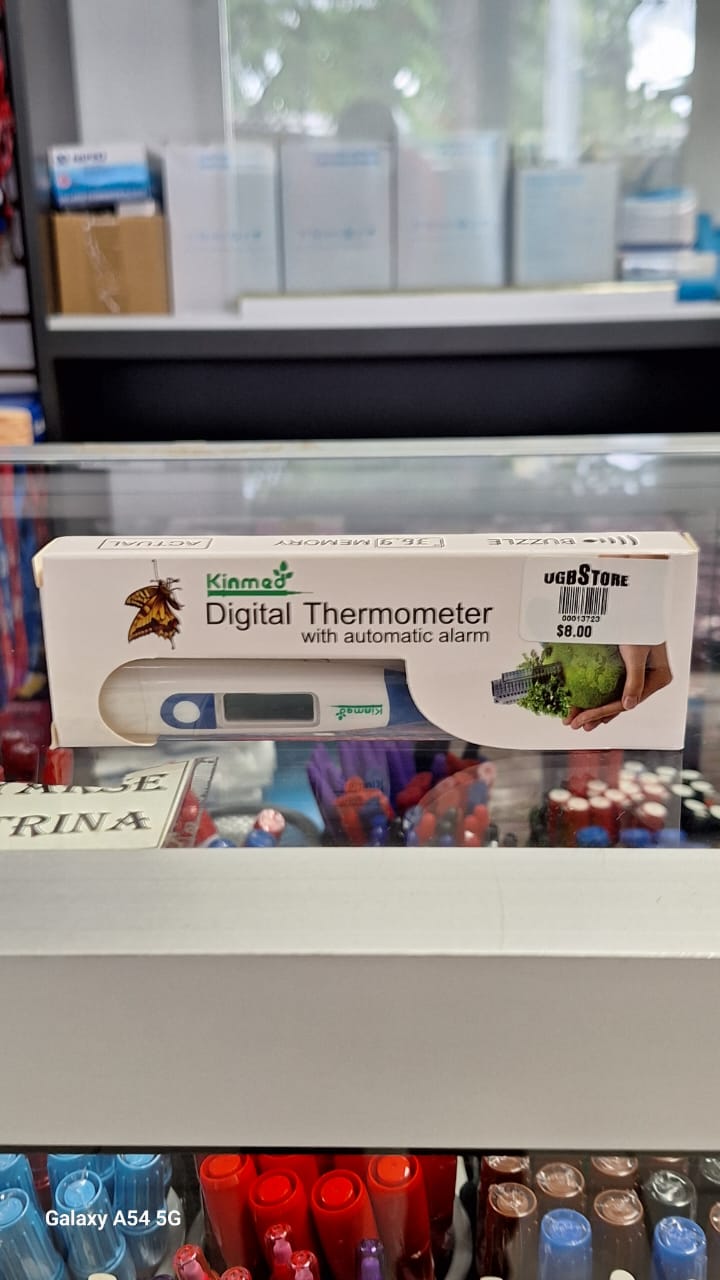 ACTUAL
36.9 MEMORY
BUZZLE
Kinmed
Digital Thermometer
with automatic alarm
UGBSTORE
00013723
$8.00
Kinmed
TRINA
Galaxy A54 5G